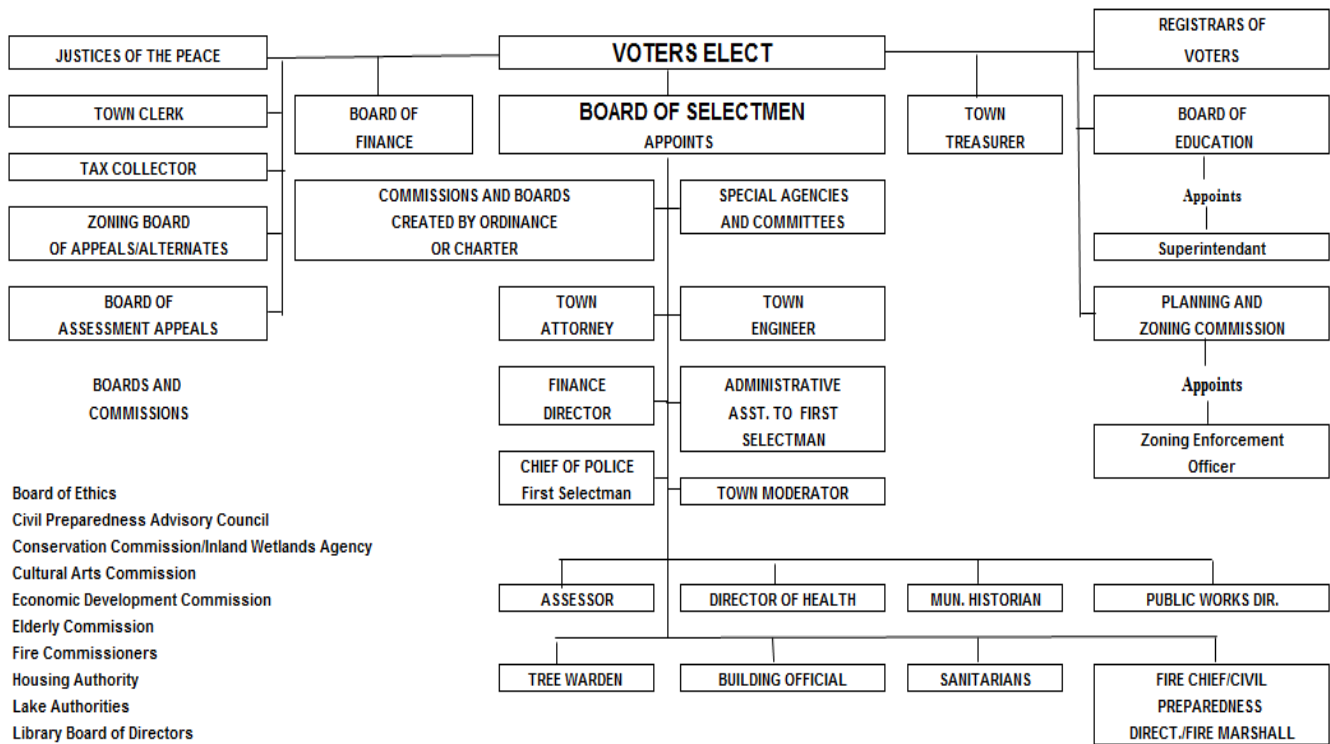 JUSTICES OF THE PEACE
VOTERS ELECT
REGISTRARS OF
VOTERS
TOWN CLERK
BOARD OF
FINANCE
BOARD OF SELECTMEN
APPOINTS
TOWN
TREASURER
BOARD OF
EDUCATION
TAX COLLECTOR
COMMISSIONS AND BOARDS
CREATED BY ORDINANCE
OR CHARTER
SPECIAL AGENCIES
AND COMMITTEES
Appoints
ZONING BOARD
OF APPEALS/ALTERNATES
Superintendant
BOARD OF
ASSESSMENT APPEALS
TOWN
ATTORNEY
TOWN
ENGINEER
PLANNING AND
ZONING COMMISSION
BOARDS AND
COMMISSIONS
FINANCE
DIRECTOR
ADMINISTRATIVE
ASST. TO FIRST
SELECTMAN
Appoints
Zoning Enforcement
Officer
CHIEF OF POLICE
First Selectman
TOWN MODERATOR
Board of Ethics
Civil Preparedness Advisory Council
Conservation Commission/Inland Wetlands Agency
Cultural Arts Commission
Economic Development Commission
Elderly Commission
Fire Commissioners
Housing Authority
Lake Authorities
Library Board of Directors
ASSESSOR
DIRECTOR OF HEALTH
MUN. HISTORIAN
PUBLIC WORKS DIR.
TREE WARDEN
BUILDING OFFICIAL
SANITARIANS
FIRE CHIEF/CIVIL
PREPAREDNESS
DIRECT./FIRE MARSHALL